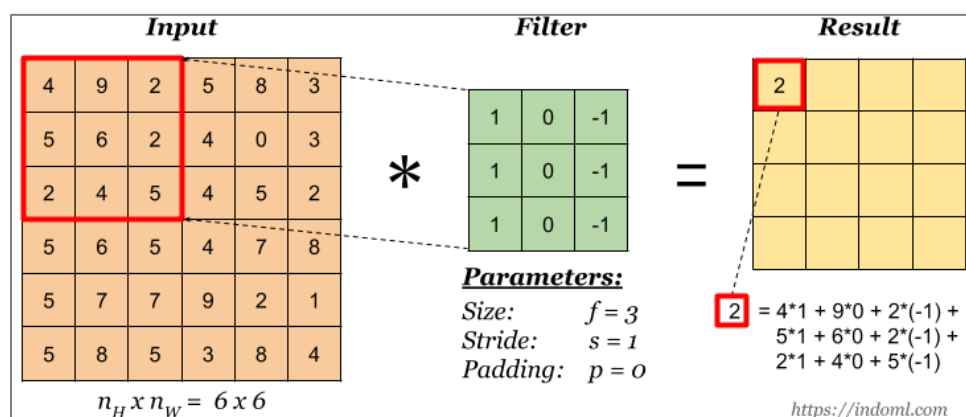 Input Filter Result
4 9 2 5 8 3
5 6 2 4 0 3
2 4 5 4 5 2
5 6 5 4 7 8
5 7 7 9 2 1
5 8 5 3 8 4
n_H x n_W = 6 x 6
*
1 0 -1
1 0 -1
1 0 -1
Parameters:
Size: f = 3
Stride: s = 1
Padding: p = 0
=
2
2 = 4*1 + 9*0 + 2*(-1) +
5*1 + 6*0 + 2*(-1) +
2*1 + 4*0 + 5*(-1)
https://indoml.com